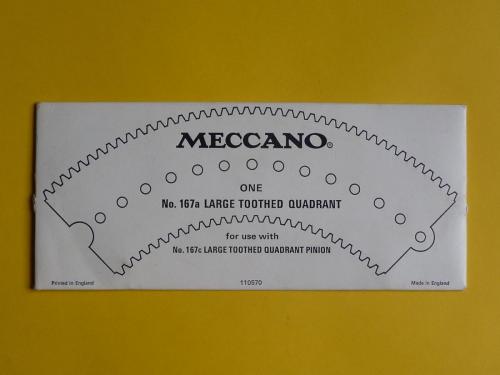 MECCANO®
ONE
No. 167a LARGE TOOTHED QUADRANT
for use with
No. 167c LARGE TOOTHED QUADRANT PINION
Printed in England
110570
Made in England